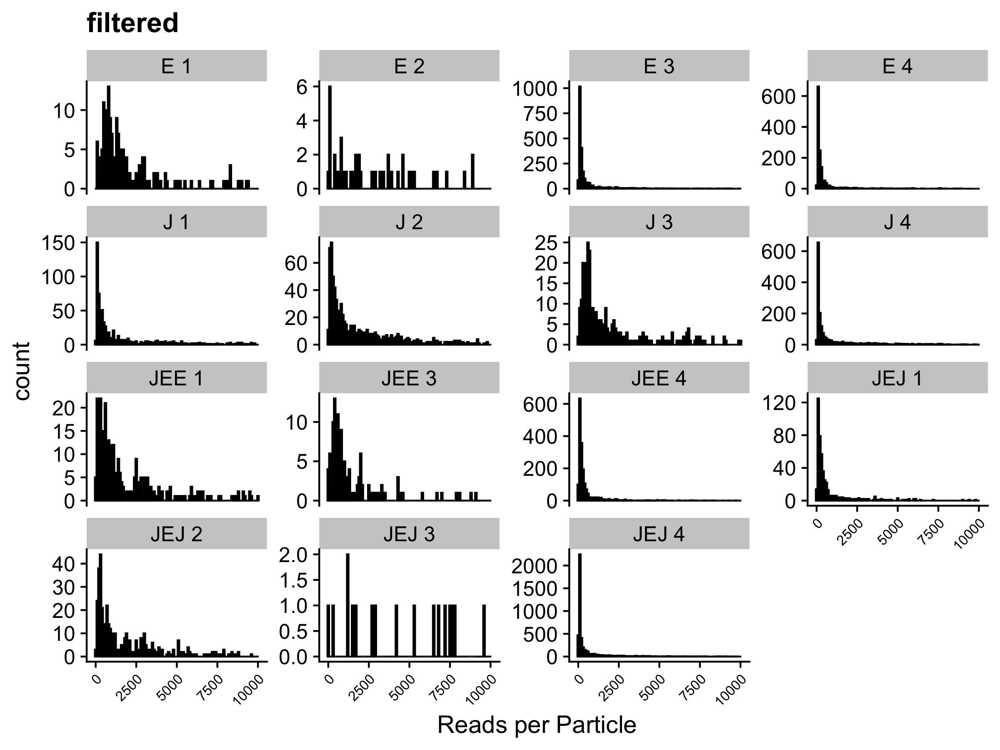 filtered
E 1
E 2
E 3
E 4
10
5
0
6
4
2
0
1000
750
500
250
0
600
400
200
0
J 1
J 2
J 3
J 4
150
100
50
0
60
40
20
0
25
20
15
10
5
0
600
400
200
0
count
JEE 1
JEE 3
JEE 4
JEJ 1
20
15
10
5
0
10
5
0
600
400
200
0
120
80
40
0
0 2500 5000 7500 10000
JEJ 2
JEJ 3
JEJ 4
40
30
20
10
0
2.0
1.5
1.0
0.5
0.0
2000
1500
1000
500
0
0 2500 5000 7500 10000
0 2500 5000 7500 10000
0 2500 5000 7500 10000
Reads per Particle